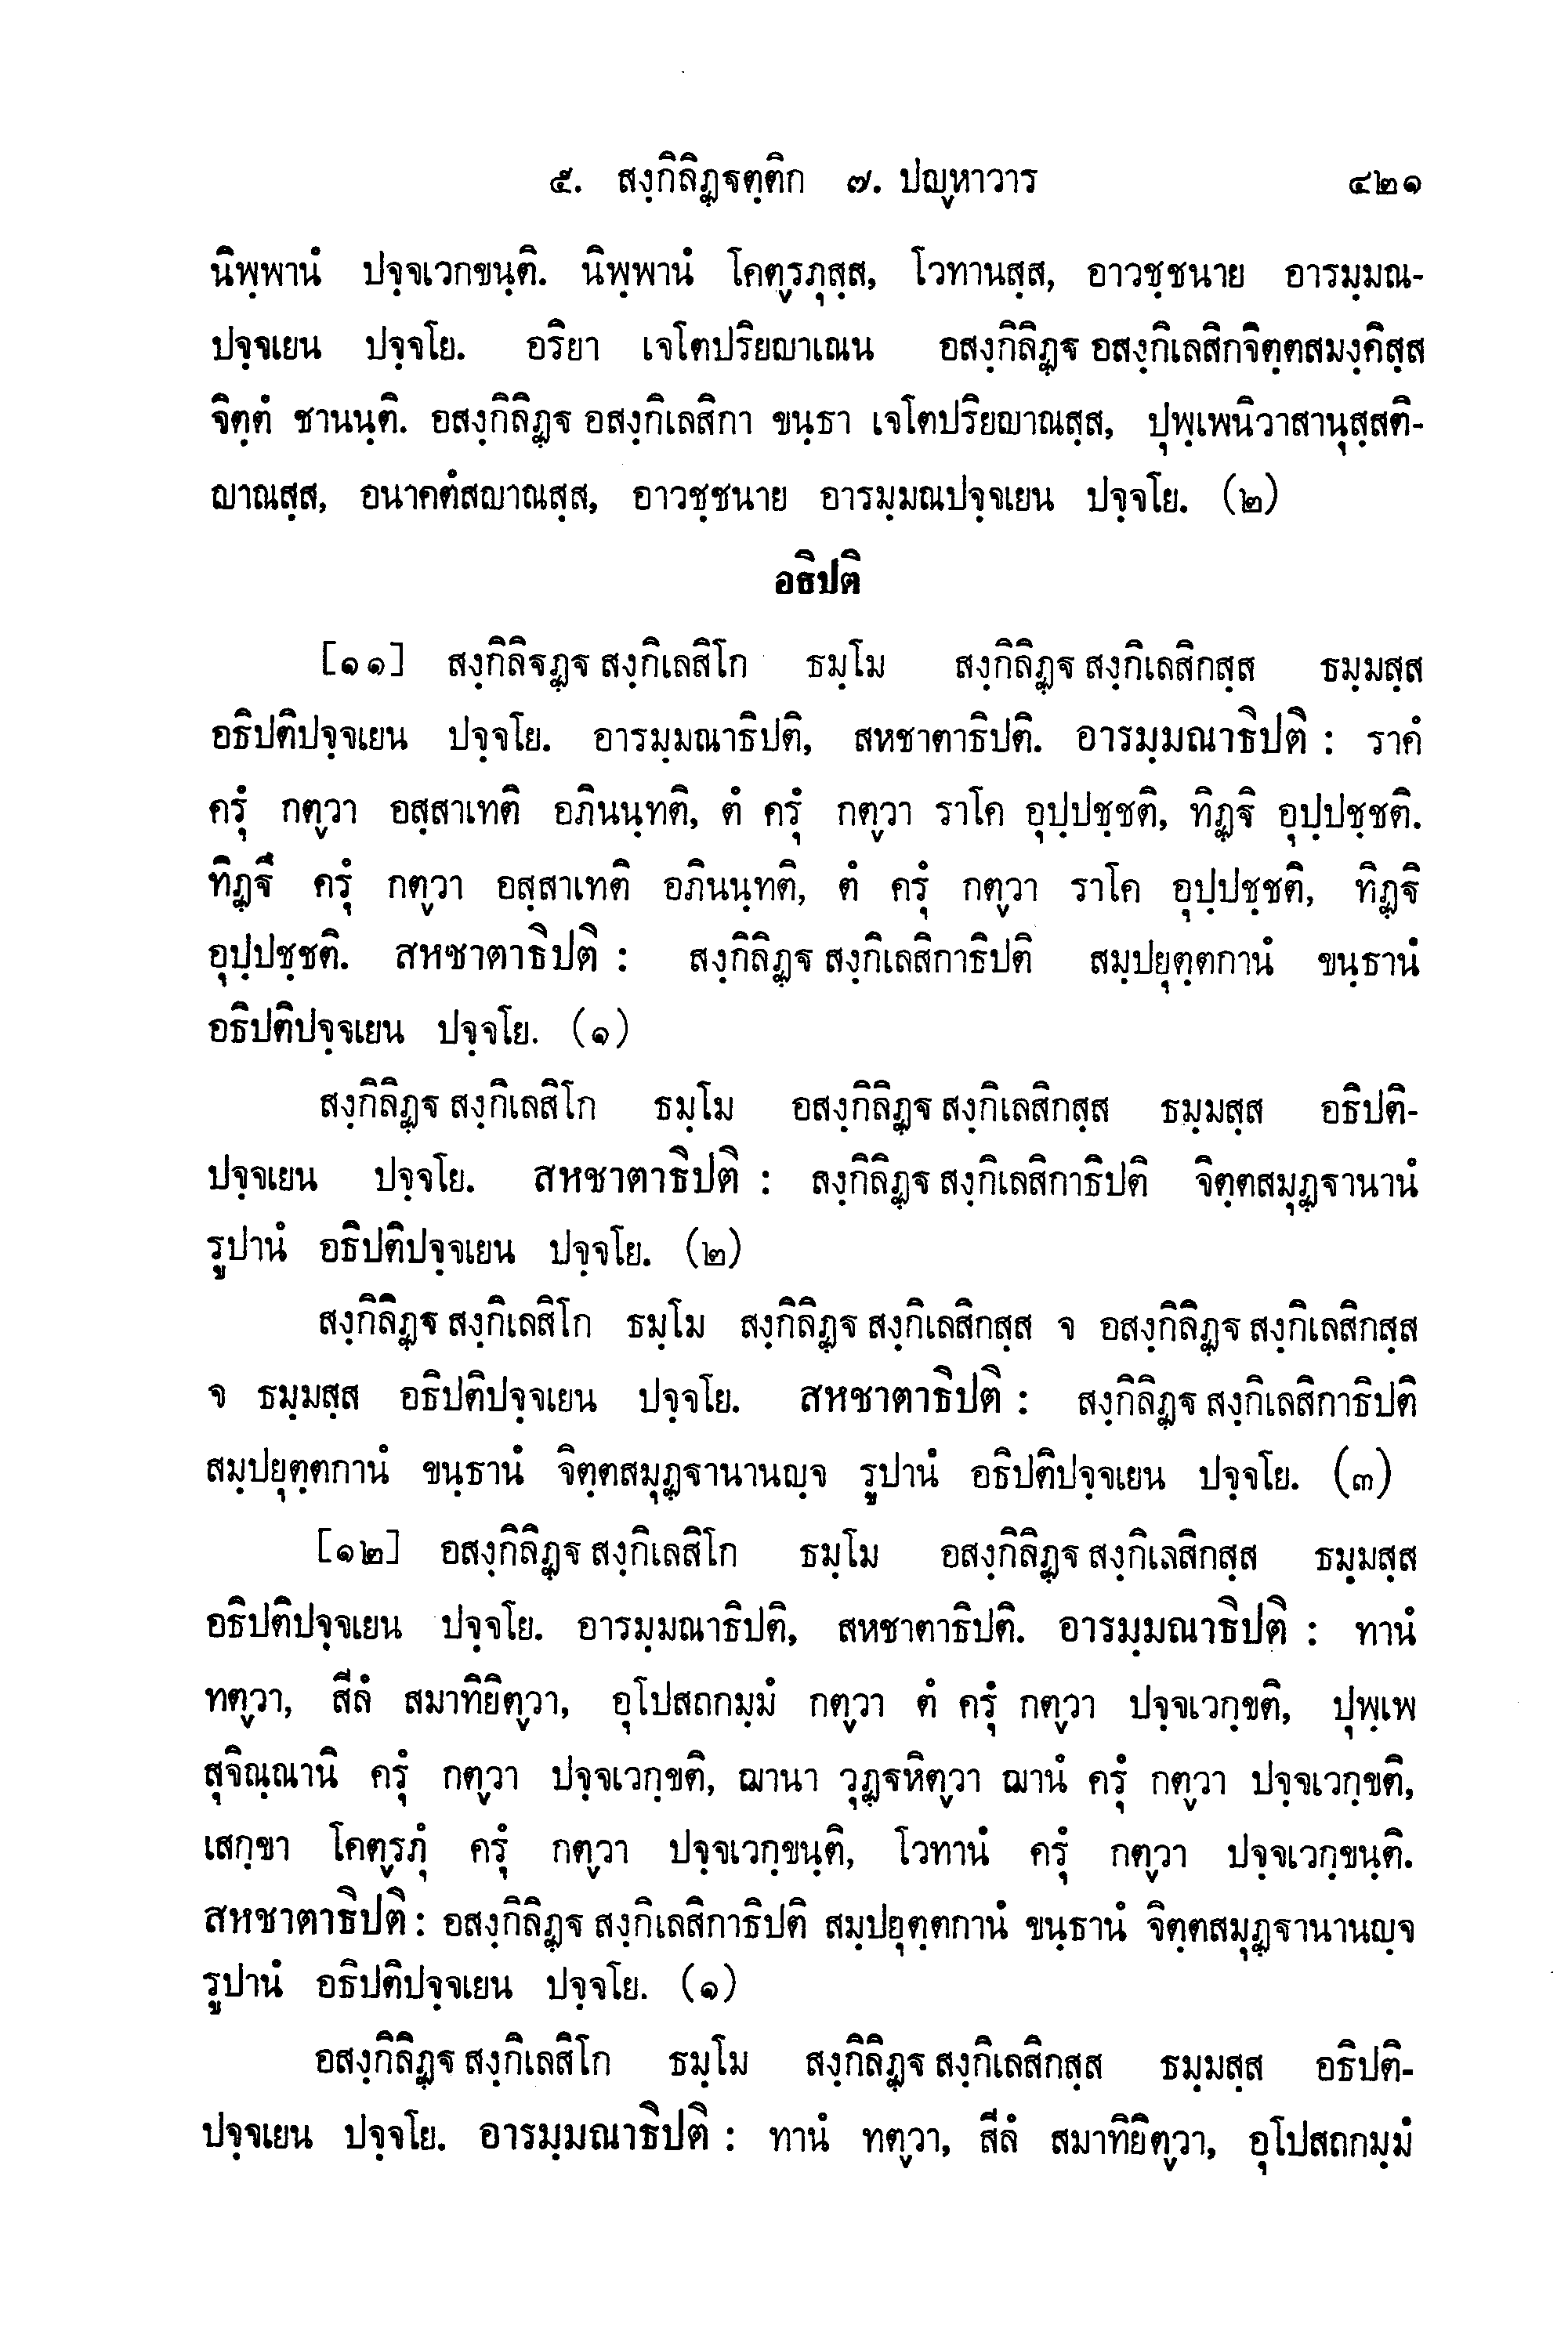 ๕. สงฺกิลิฏฺฐตฺติก ๗. ปญฺหาวาร ๔๒๑
นิพฺพานํ ปจฺจเวกขนฺติ. นิพฺพานํ โคตฺรภุสฺส, โวทานสฺส, อาวชฺชนาย อารมฺมณ-
ปจฺจเยน ปจฺจโย. อริยา เจโตปริยญาเณน อสงฺกิลิฏฺฐ อสงฺกิเลสิกจิตฺตสมงฺคิสฺส
จิตฺตํ ชานนฺติ. อสงฺกิลิฏฺฐ อสงฺกิเลสิกา ขนฺธา เจโตปริยญาณสฺส, ปุพฺเพนิวาสานุสฺสติ-
ญาณสฺส, อนาคตํสญาณสฺส, อาวชฺชนาย อารมฺมณปจฺจเยน ปจฺจโย. (๒)
อธิปติ
[๑๑] สงฺกิลิฐฏฺฐ สงฺกิเลสิโก ธมฺโม สงฺกิลิฏฺฐ สงฺกิเลสิกสฺส ธมฺมสฺส
อธิปติปจฺจเยน ปจฺจโย. อารมฺมณาธิปติ, สหชาตาธิปติ. อารมฺมณาธิปติ : ราคํ
ครุํ กตฺวา อสฺสาเทติ อภินนฺทติ, ตํ ครุํ กตฺวา ราโค อุปฺปชฺชติ, ทิฏฺฐิ อุปฺปชฺชติ.
ทิฏฺฐึ ครุํ กตฺวา อสฺสาเทติ อภินนฺทติ, ตํ ครุํ กตฺวา ราโค อุปฺปชฺชติ, ทิฏฺฐิ
อุปฺปชฺชติ. สหชาตาธิปติ : สงฺกิลิฏฺฐ สงฺกิเลสิกาธิปติ สมฺปยุตฺตกานํ ขนฺธานํ
อธิปติปจฺจเยน ปจฺจโย. (๑)
สงฺกิลิฏฺฐ สงฺกิเลสิโก ธมฺโม อสงฺกิลิฏฺฐ สงฺกิเลสิกสฺส ธมฺมสฺส อธิปติ-
ปจฺจเยน ปจฺจโย. สหชาตาธิปติ : สงฺกิลิฏฺฐ สงฺกิเลสิกาธิปติ จิตฺตสมุฏฺฐานานํ
รูปานํ อธิปติปจฺจเยน ปจฺจโย. (๒)
สงฺกิลิฏฺฐ สงฺกิเลสิโก ธมฺโม สงฺกิลิฏฺฐ สงฺกิเลสิกสฺส จ อสงฺกิลิฏฺฐ สงฺกิเลสิกสฺส
จ ธมฺมสฺส อธิปติปจฺจเยน ปจฺจโย. สหชาตาธิปติ : สงฺกิลิฏฺฐ สงฺกิเลสิกาธิปติ
สมฺปยุตฺตกานํ ขนฺธานํ จิตฺตสมุฏฺฐานานญฺจ รูปานํ อธิปติปจฺจเยน ปจฺจโย. (๓)
[๑๒] อสงฺกิลิฏฺฐ สงฺกิเลสิโก ธมฺโม อสงฺกิลิฏฺฐ สงฺกิเลสิกสฺส ธมฺมสฺส
อธิปติปจฺจเยน ปจฺจโย. อารมฺมณาธิปติ, สหชาตาธิปติ. อารมฺมณาธิปติ : ทานํ
ทตฺวา, สีลํ สมาทิยิตฺวา, อุโปสถกมฺมํ กตฺวา ตํ ครุํ กตฺวา ปจฺจเวกฺขติ, ปุพฺเพ
สุจิณฺณานิ ครุํ กตฺวา ปจฺจเวกฺขติ, ฌานา วุฏฺฐหิตฺวา ฌานํ ครุํ กตฺวา ปจฺจเวกฺขติ,
เสกฺขา โคตฺรภุํ ครุํ กตฺวา ปจฺจเวกฺขนฺติ, โวทานํ ครุํ กตฺวา ปจฺจเวกฺขนฺติ.
สหชาตาธิปติ : อสงฺกิลิฏฺฐ สงฺกิเลสิกาธิปติ สมฺปยุตฺตกานํ ขนฺธานํ จิตฺตสมุฏฺฐานานญฺจ
รูปานํ อธิปติปจฺจเยน ปจฺจโย. (๑)
อสงฺกิลิฏฺฐ สงฺกิเลสิโก ธมฺโม สงฺกิลิฏฺฐ สงฺกิเลสิกสฺส ธมฺมสฺส อธิปติ-
ปจฺจเยน ปจฺจโย. อารมฺมณาธิปติ : ทานํ ทตฺวา, สีลํ สมาทิยิตฺวา, อุโปสถกมฺมํ